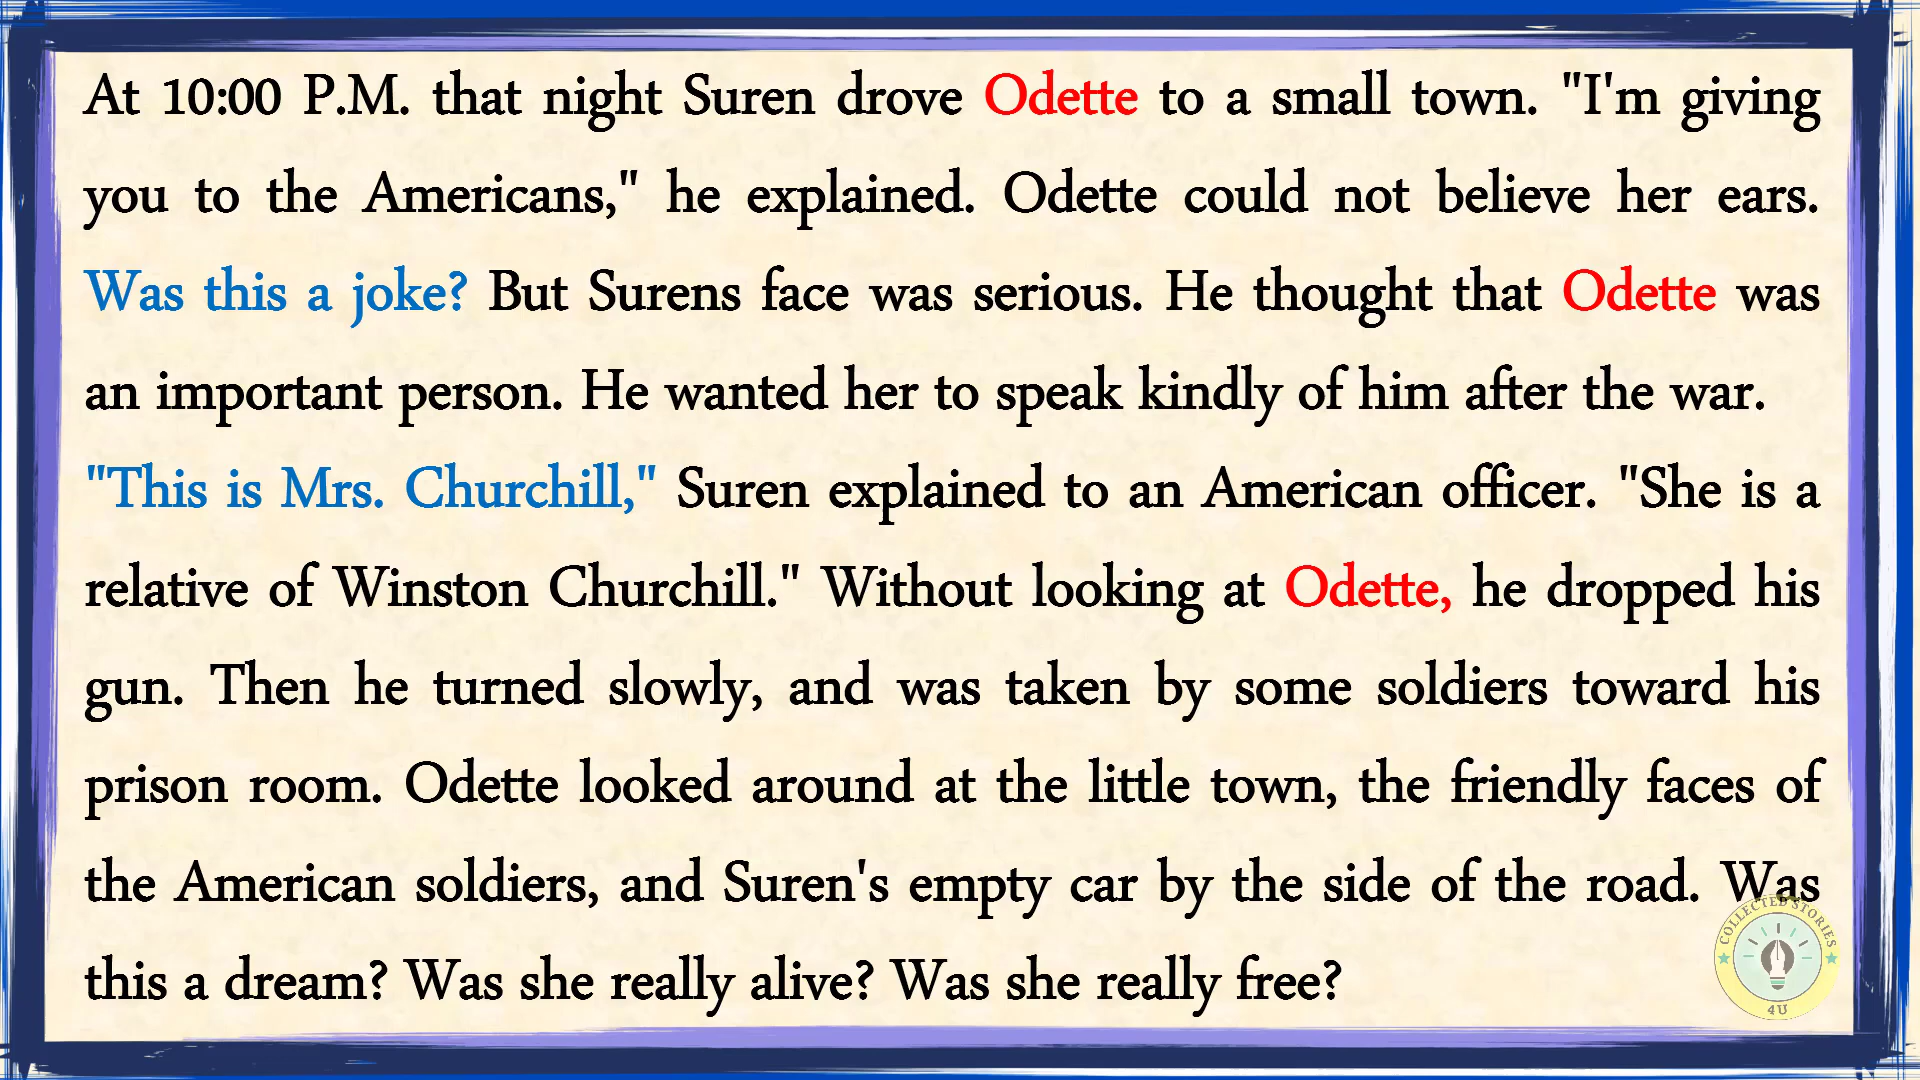 At 10:00 P.M. that night Suren drove Odette to a small town. "I'm giving
you to the Americans," he explained. Odette could not believe her ears.
Was this a joke? But Surens face was serious. He thought that Odette was
an important person. He wanted her to speak kindly of him after the war.
"This is Mrs. Churchill," Suren explained to an American officer. "She is a
relative of Winston Churchill." Without looking at Odette, he dropped his
gun. Then he turned slowly, and was taken by some soldiers toward his
prison room. Odette looked around at the little town, the friendly faces of
the American soldiers, and Suren's empty car by the side of the road. Was
this a dream? Was she really alive? Was she really free?
COLLECTED STORIES
4U